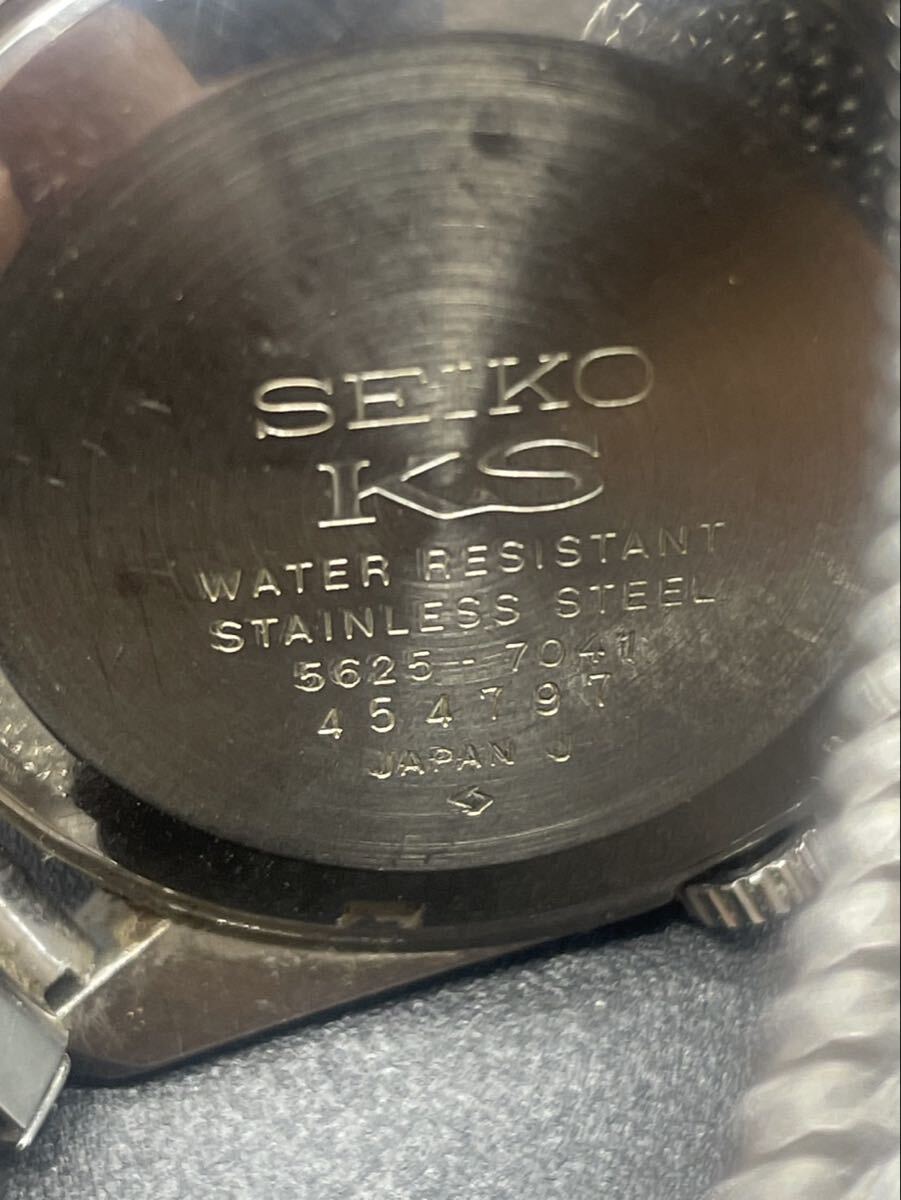 SEIKO
KS
WATER RESISTANT
STAINLESS STEEL
5625-7041
454797
JAPAN J